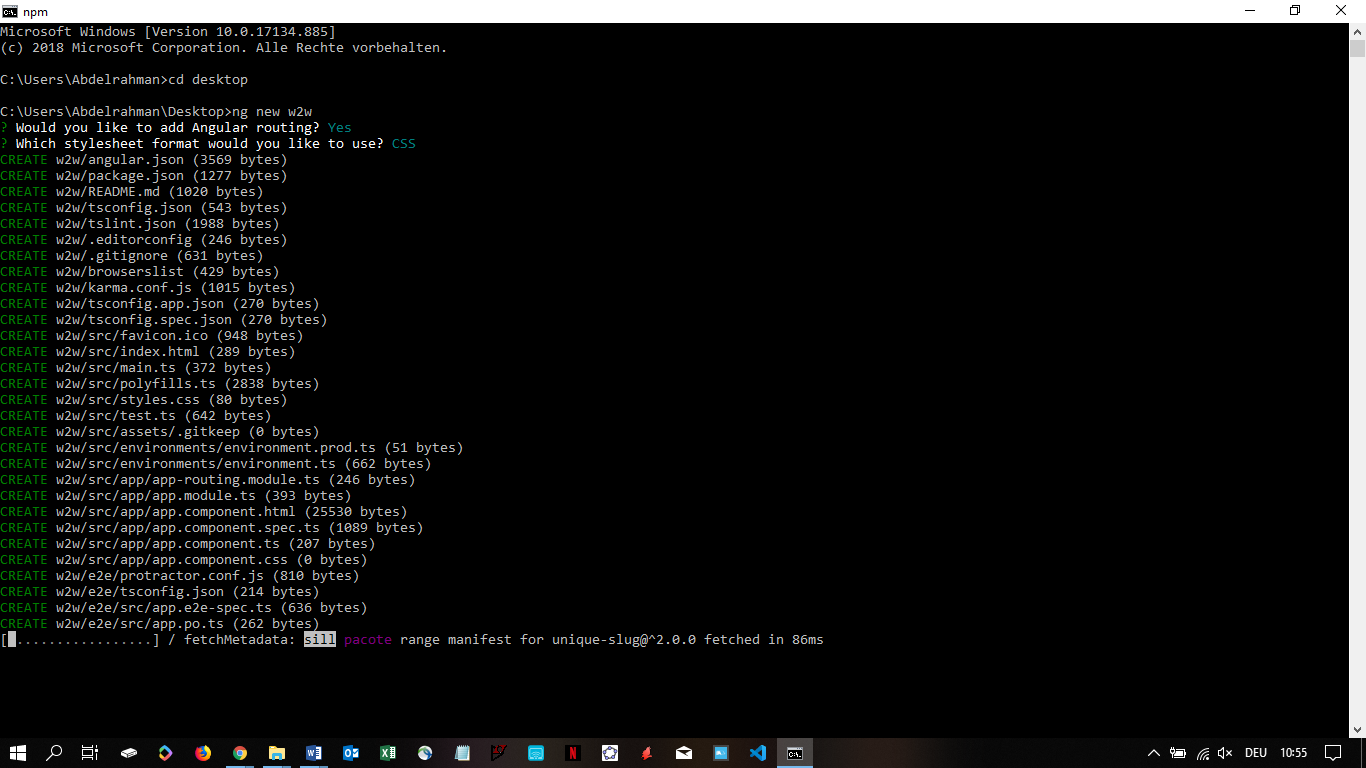 npm
Microsoft Windows [Version 10.0.17134.885]
(c) 2018 Microsoft Corporation. Alle Rechte vorbehalten.
C:\Users\Abdelrahman>cd desktop
C:\Users\Abdelrahman\Desktop>ng new w2w
? Would you like to add Angular routing? Yes
? Which stylesheet format would you like to use? CSS
CREATE w2w/angular.json (3569 bytes)
CREATE w2w/package.json (1277 bytes)
CREATE w2w/README.md (1020 bytes)
CREATE w2w/tsconfig.json (543 bytes)
CREATE w2w/tslint.json (1988 bytes)
CREATE w2w/.editorconfig (246 bytes)
CREATE w2w/.gitignore (631 bytes)
CREATE w2w/browserslist (429 bytes)
CREATE w2w/karma.conf.js (1015 bytes)
CREATE w2w/tsconfig.app.json (270 bytes)
CREATE w2w/tsconfig.spec.json (270 bytes)
CREATE w2w/src/favicon.ico (948 bytes)
CREATE w2w/src/index.html (289 bytes)
CREATE w2w/src/main.ts (372 bytes)
CREATE w2w/src/polyfills.ts (2838 bytes)
CREATE w2w/src/styles.css (80 bytes)
CREATE w2w/src/test.ts (642 bytes)
CREATE w2w/src/assets/.gitkeep (0 bytes)
CREATE w2w/src/environments/environment.prod.ts (51 bytes)
CREATE w2w/src/environments/environment.ts (662 bytes)
CREATE w2w/src/app/app-routing.module.ts (246 bytes)
CREATE w2w/src/app/app.module.ts (393 bytes)
CREATE w2w/src/app/app.component.html (25530 bytes)
CREATE w2w/src/app/app.component.spec.ts (1089 bytes)
CREATE w2w/src/app/app.component.ts (207 bytes)
CREATE w2w/src/app/app.component.css (0 bytes)
CREATE w2w/e2e/protractor.conf.js (810 bytes)
CREATE w2w/e2e/tsconfig.json (214 bytes)
CREATE w2w/e2e/src/app.e2e-spec.ts (636 bytes)
CREATE w2w/e2e/src/app.po.ts (262 bytes)
[ .................] / fetchMetadata: sill pacote range manifest for unique-slug@^2.0.0 fetched in 86ms
DEU 10:55